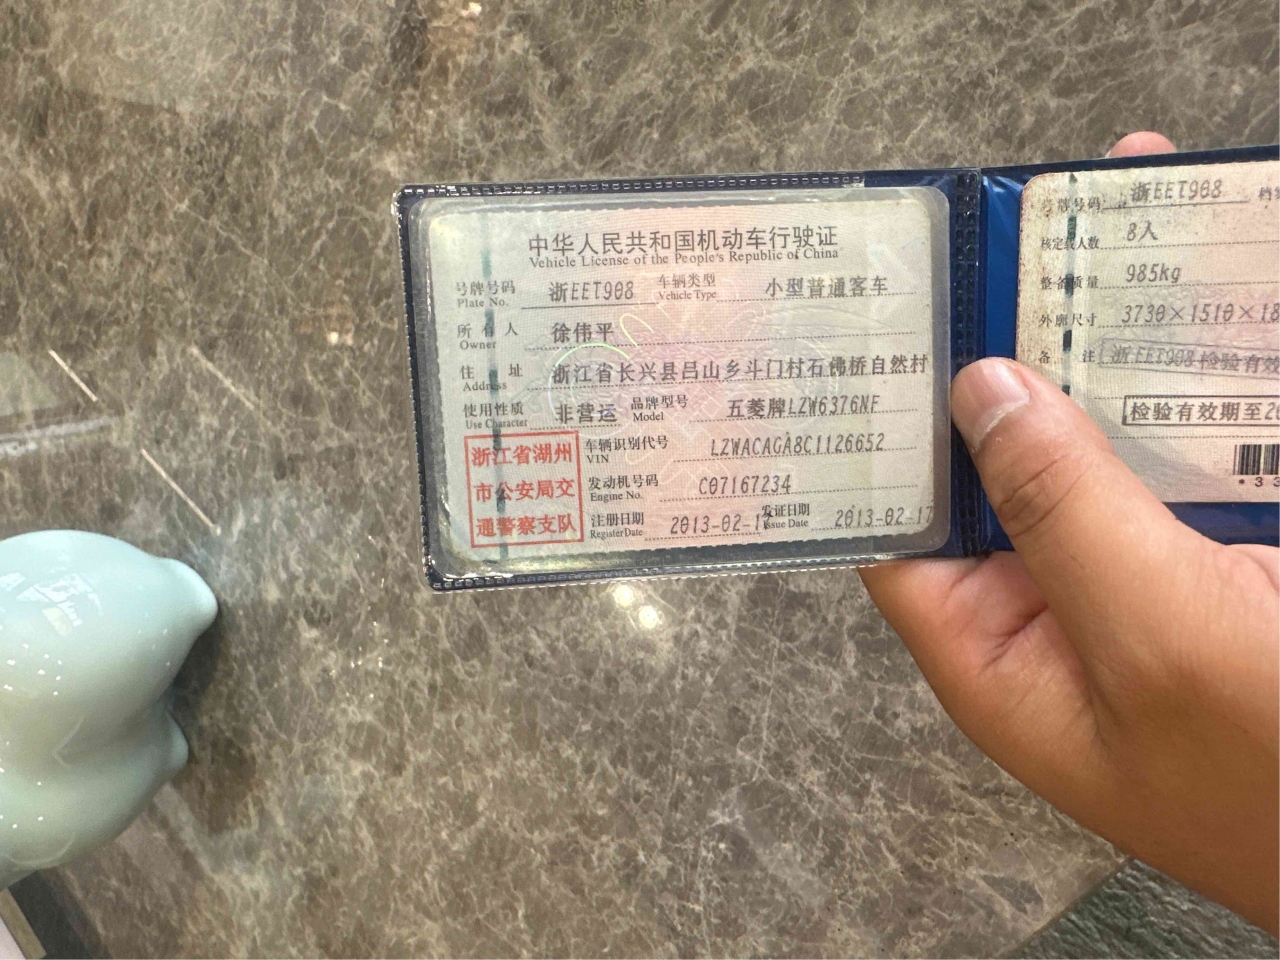 中华人民共和国机动车行驶证
Vehicle License of the People's Republic of China
号牌号码 浙EET908 车辆类型 小型普通客车
Plate No. Vehicle Type
所有人 徐伟平
Owner
住址 浙江省长兴县吕山乡斗门村石佛桥自然村
Address
使用性质 非营运 品牌型号 五菱牌LZW6376NF
Use Character Model
浙江省湖州
市公安局交
通警察支队
车辆识别代号 LZWACAGA8C1126652
VIN
发动机号码 C07167234
Engine No.
注册日期 2013-02-17 发证日期 2013-02-17
Register Date Issue Date
号牌号码 浙EET908 档
核定载人数 8人
整备质量 985kg
外廓尺寸 3730×1510×18
备注 浙EET908 检验有效
检验有效期至20
*33